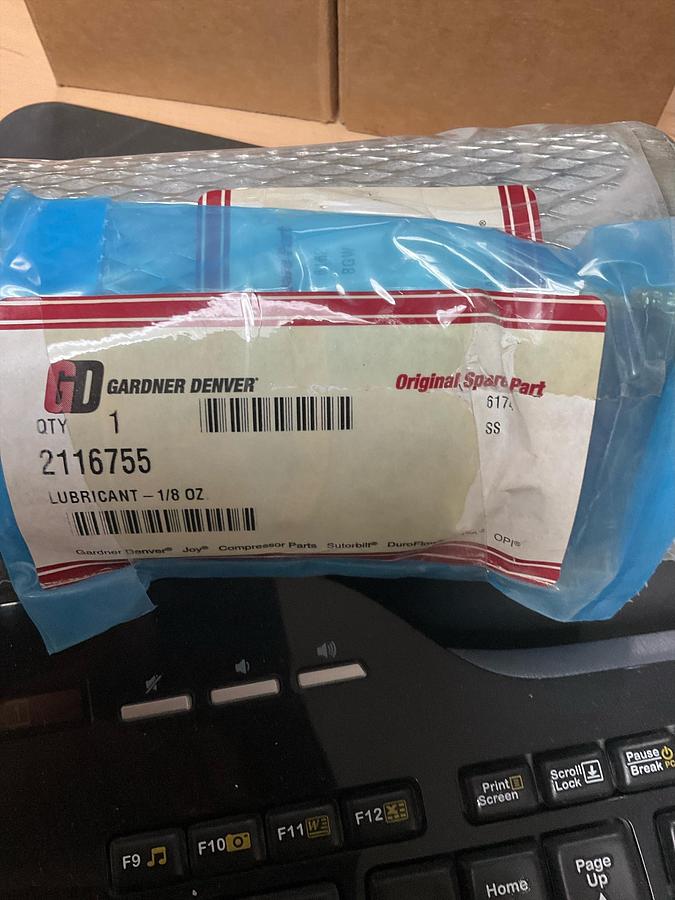 GD GARDNER DENVER® Original Spare Part
QTY 1
SS
2116755
LUBRICANT – 1/8 OZ
Gardner Denver® Joy® Compressor Parts Sutorbilt® OPI®
F9
F10
F11
F12
Print Screen
Scroll Lock
Pause Break
Home
Page Up